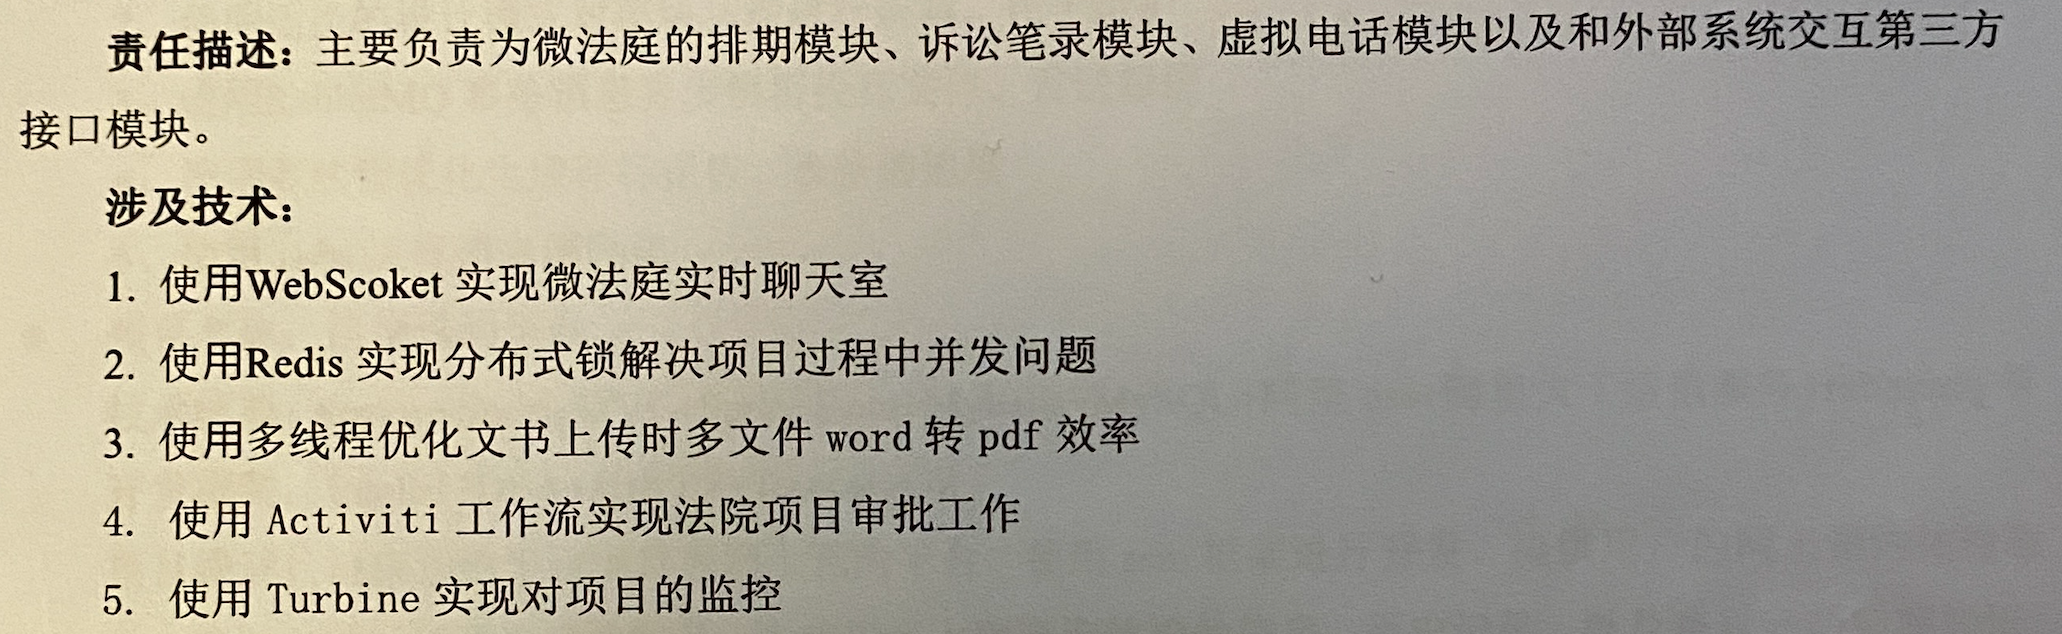 责任描述：主要负责为微法庭的排期模块、诉讼笔录模块、虚拟电话模块以及和外部系统交互第三方
接口模块。
涉及技术：
1. 使用WebScoket 实现微法庭实时聊天室
2. 使用Redis 实现分布式锁解决项目过程中并发问题
3. 使用多线程优化文书上传时多文件 word 转 pdf 效率
4. 使用 Activiti 工作流实现法院项目审批工作
5. 使用 Turbine 实现对项目的监控